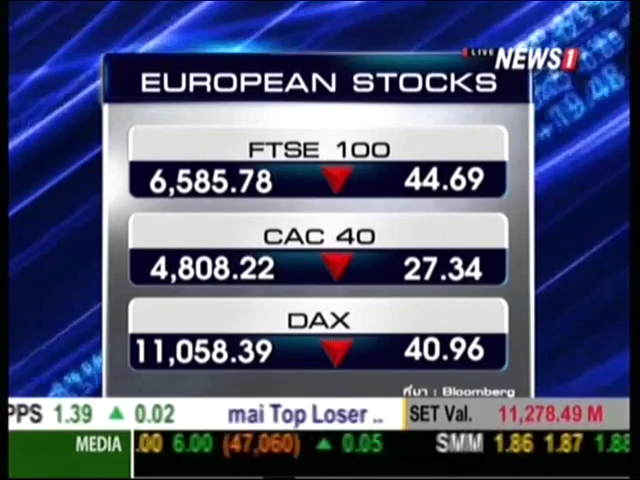 LIVE NEWS1
EUROPEAN STOCKS
FTSE 100
6,585.78 ▼ 44.69
CAC 40
4,808.22 ▼ 27.34
DAX
11,058.39 ▼ 40.96
ที่มา : Bloomberg
PPS 1.39 ▲ 0.02 mai Top Loser .. SET Val. 11,278.49 M
MEDIA .00 6.00 (47,060) ▲ 0.05 SMM 1.86 1.87 1.88